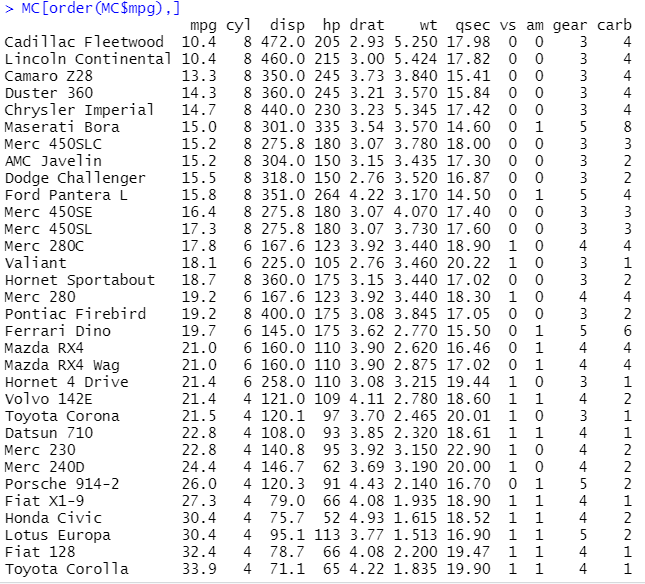 > MC[order(MC$mpg),]
mpg cyl disp hp drat wt qsec vs am gear carb
Cadillac Fleetwood 10.4 8 472.0 205 2.93 5.250 17.98 0 0 3 4
Lincoln Continental 10.4 8 460.0 215 3.00 5.424 17.82 0 0 3 4
Camaro Z28 13.3 8 350.0 245 3.73 3.840 15.41 0 0 3 4
Duster 360 14.3 8 360.0 245 3.21 3.570 15.84 0 0 3 4
Chrysler Imperial 14.7 8 440.0 230 3.23 5.345 17.42 0 0 3 4
Maserati Bora 15.0 8 301.0 335 3.54 3.570 14.60 0 1 5 8
Merc 450SLC 15.2 8 275.8 180 3.07 3.780 18.00 0 0 3 3
AMC Javelin 15.2 8 304.0 150 3.15 3.435 17.30 0 0 3 2
Dodge Challenger 15.5 8 318.0 150 2.76 3.520 16.87 0 0 3 2
Ford Pantera L 15.8 8 351.0 264 4.22 3.170 14.50 0 1 5 4
Merc 450SE 16.4 8 275.8 180 3.07 4.070 17.40 0 0 3 3
Merc 450SL 17.3 8 275.8 180 3.07 3.730 17.60 0 0 3 3
Merc 280C 17.8 6 167.6 123 3.92 3.440 18.90 1 0 4 4
Valiant 18.1 6 225.0 105 2.76 3.460 20.22 1 0 3 1
Hornet Sportabout 18.7 8 360.0 175 3.15 3.440 17.02 0 0 3 2
Merc 280 19.2 6 167.6 123 3.92 3.440 18.30 1 0 4 4
Pontiac Firebird 19.2 8 400.0 175 3.08 3.845 17.05 0 0 3 2
Ferrari Dino 19.7 6 145.0 175 3.62 2.770 15.50 0 1 5 6
Mazda RX4 21.0 6 160.0 110 3.90 2.620 16.46 0 1 4 4
Mazda RX4 Wag 21.0 6 160.0 110 3.90 2.875 17.02 0 1 4 4
Hornet 4 Drive 21.4 6 258.0 110 3.08 3.215 19.44 1 0 3 1
Volvo 142E 21.4 4 121.0 109 4.11 2.780 18.60 1 1 4 2
Toyota Corona 21.5 4 120.1 97 3.70 2.465 20.01 1 0 3 1
Datsun 710 22.8 4 108.0 93 3.85 2.320 18.61 1 1 4 1
Merc 230 22.8 4 140.8 95 3.92 3.150 22.90 1 0 4 2
Merc 240D 24.4 4 146.7 62 3.69 3.190 20.00 1 0 4 2
Porsche 914-2 26.0 4 120.3 91 4.43 2.140 16.70 0 1 5 2
Fiat X1-9 27.3 4 79.0 66 4.08 1.935 18.90 1 1 4 1
Honda Civic 30.4 4 75.7 52 4.93 1.615 18.52 1 1 4 2
Lotus Europa 30.4 4 95.1 113 3.77 1.513 16.90 1 1 5 2
Fiat 128 32.4 4 78.7 66 4.08 2.200 19.47 1 1 4 1
Toyota Corolla 33.9 4 71.1 65 4.22 1.835 19.90 1 1 4 1